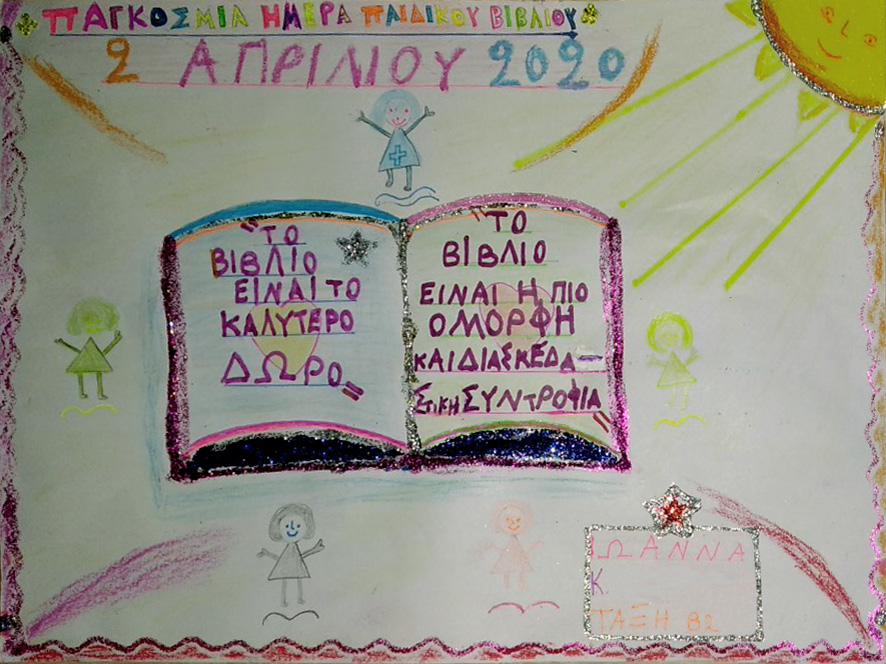 ΠΑΓΚΟΣΜΙΑ ΗΜΕΡΑ ΠΑΙΔΙΚΟΥ ΒΙΒΛΙΟΥ
2 ΑΠΡΙΛΙΟΥ 2020
"ΤΟ
ΒΙΒΛΙΟ
ΕΙΝΑΙ ΤΟ
ΚΑΛΥΤΕΡΟ
ΔΩΡΟ"
"ΤΟ
ΒΙΒΛΙΟ
ΕΙΝΑΙ Η ΠΙΟ
ΟΜΟΡΦΗ
ΚΑΙ ΔΙΑΣΚΕΔΑ-
ΣΤΙΚΗ ΣΥΝΤΡΟΦΙΑ"
ΙΩΑΝΝΑ
Κ.
ΤΑΞΗ Β2